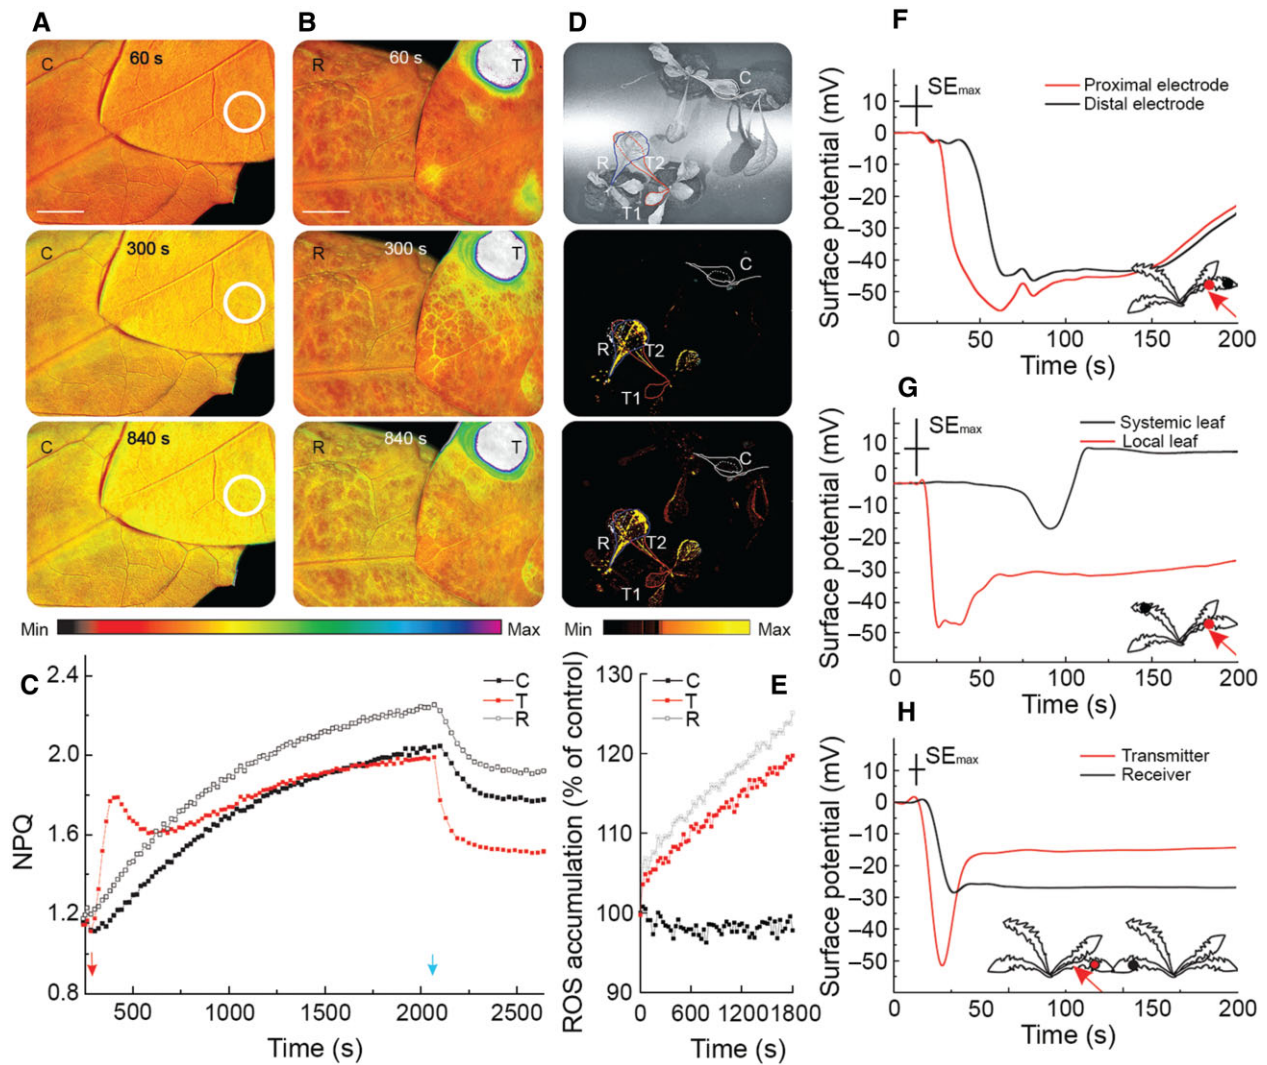 A
C
60 s
C
300 s
C
840 s
B
R
60 s
T
R
300 s
T
R
840 s
T
Min
Max
D
C
R
T2
T1
C
R
T2
T1
C
R
T2
T1
Min
Max
C
NPQ
2.4
2.0
1.6
1.2
0.8
C
T
R
500
1000
1500
2000
2500
Time (s)
E
ROS accumulation (% of control)
130
120
110
100
90
C
T
R
0
600
1200
1800
Time (s)
F
Surface potential (mV)
10
0
–10
–20
–30
–40
–50
SEmax
Proximal electrode
Distal electrode
0
50
100
150
200
Time (s)
G
Surface potential (mV)
10
0
–10
–20
–30
–40
–50
SEmax
Systemic leaf
Local leaf
0
50
100
150
200
Time (s)
H
Surface potential (mV)
10
0
–10
–20
–30
–40
–50
SEmax
Transmitter
Receiver
0
50
100
150
200
Time (s)